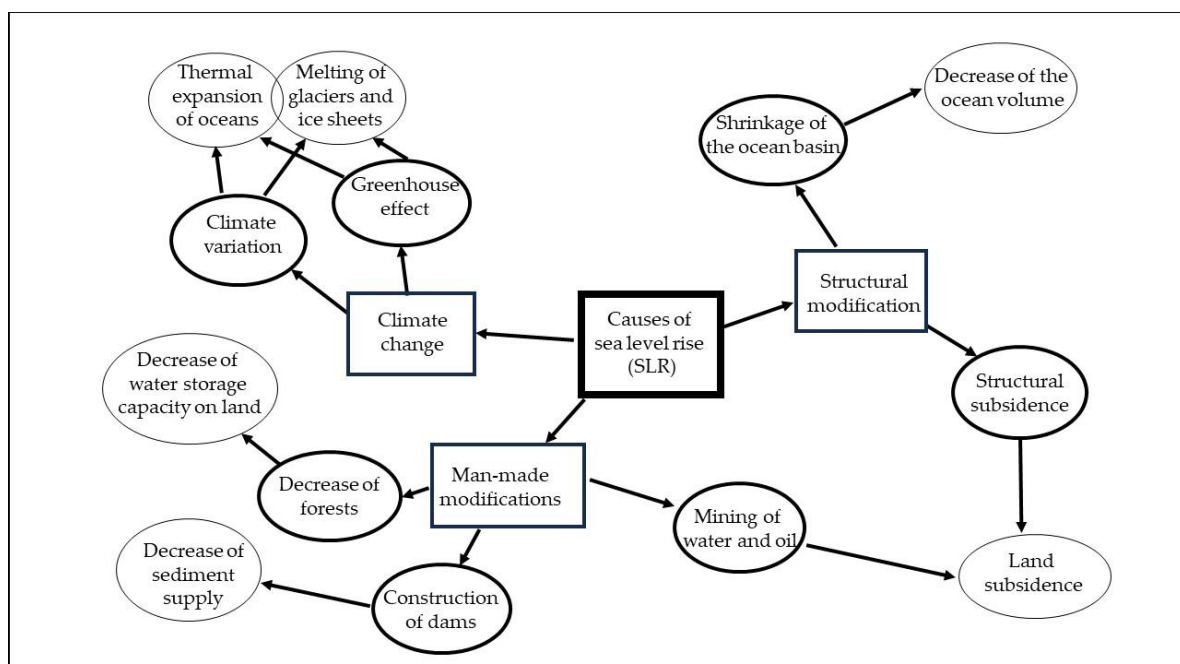 Thermal
expansion
of oceans
Melting of
glaciers and
ice sheets
Decrease of the
ocean volume
Shrinkage of
the ocean basin
Greenhouse
effect
Climate
variation
Structural
modification
Causes of
sea level rise
(SLR)
Climate
change
Decrease of
water storage
capacity on land
Structural
subsidence
Man-made
modifications
Decrease of
forests
Mining of
water and oil
Decrease of
sediment
supply
Land
subsidence
Construction
of dams